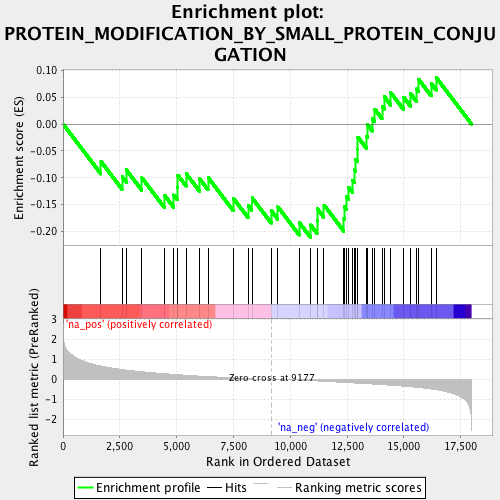 Enrichment plot:
PROTEIN_MODIFICATION_BY_SMALL_PROTEIN_CONJU
GATION
Enrichment score (ES)
0.10
0.05
0.00
-0.05
-0.10
-0.15
-0.20
'na_pos' (positively correlated)
Ranked list metric (PreRanked)
3
2
1
0
-1
-2
Zero cross at 9177
'na_neg' (negatively correlated)
0
2,500
5,000
7,500
10,000
12,500
15,000
17,500
Rank in Ordered Dataset
Enrichment profile
Hits
Ranking metric scores